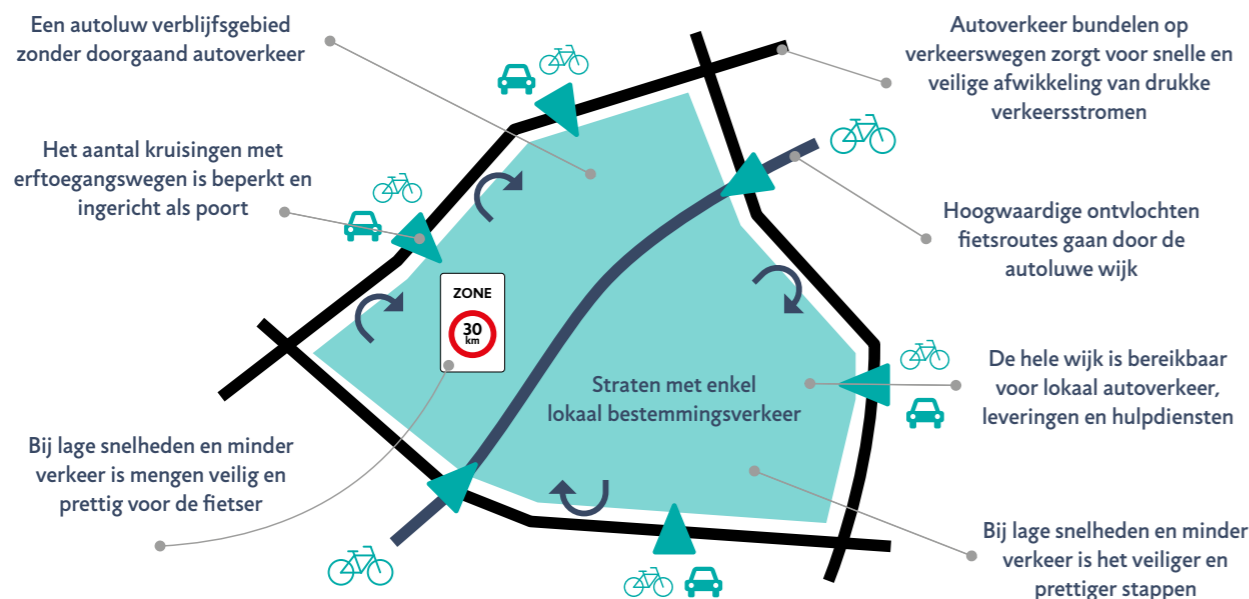 Een autoluw verblijfsgebied
zonder doorgaand autoverkeer
Autoverkeer bundelen op
verkeerswegen zorgt voor snelle en
veilige afwikkeling van drukke
verkeersstromen
Het aantal kruisingen met
erftoegangswegen is beperkt en
ingericht als poort
Hoogwaardige ontvlochten
fietsroutes gaan door de
autoluwe wijk
ZONE
30
km
Straten met enkel
lokaal bestemmingsverkeer
De hele wijk is bereikbaar
voor lokaal autoverkeer,
leveringen en hulpdiensten
Bij lage snelheden en minder
verkeer is mengen veilig en
prettig voor de fietser
Bij lage snelheden en minder
verkeer is het veiliger en
prettiger stappen